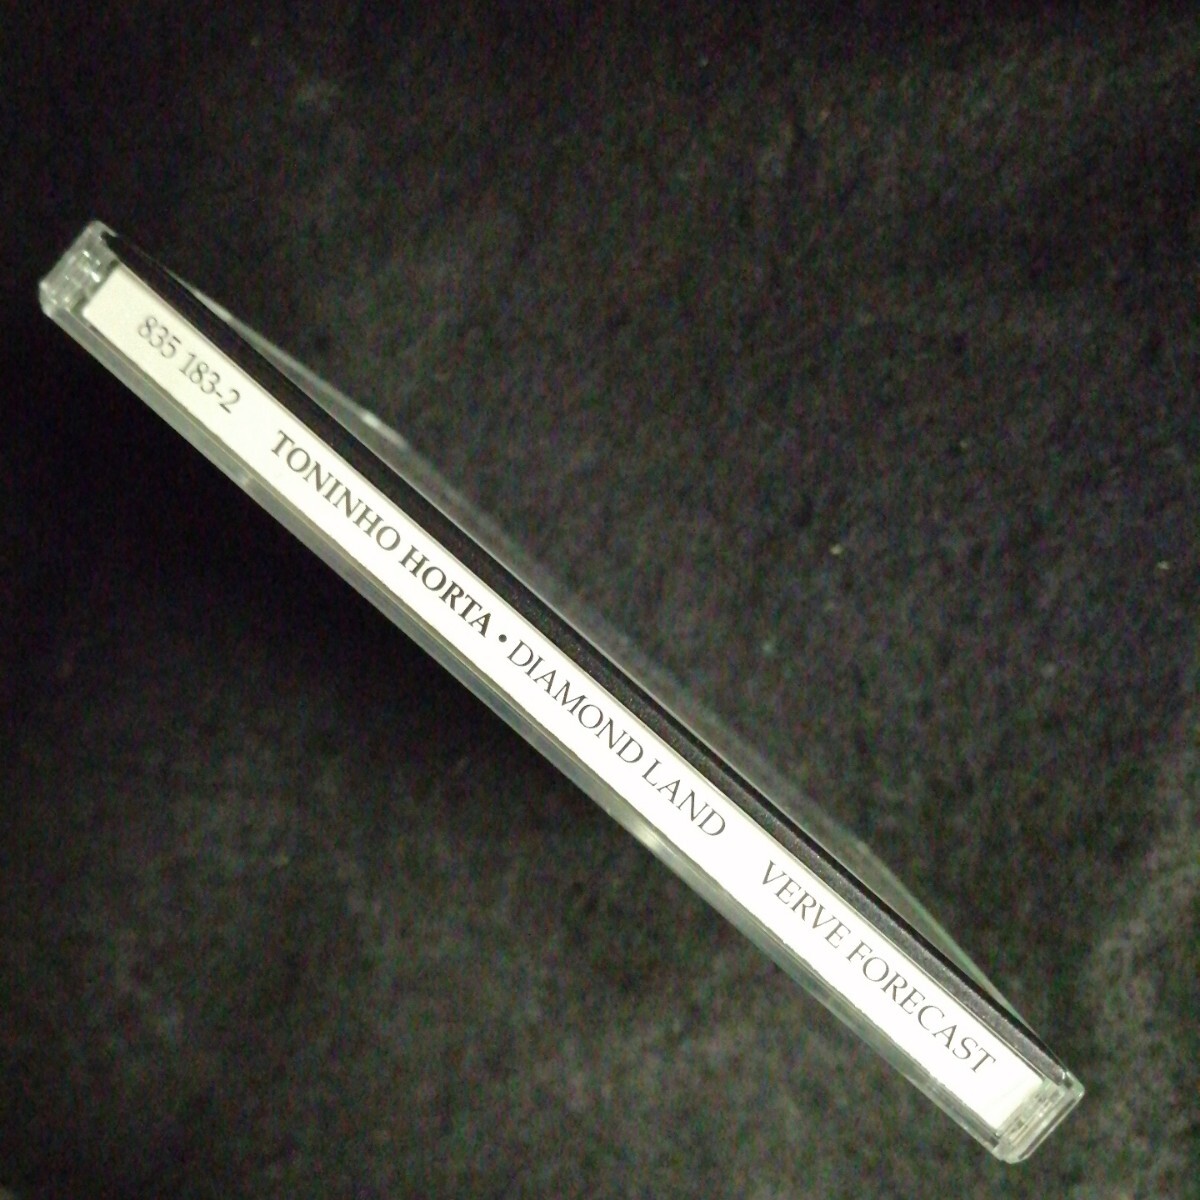 835 183-2 TONINHO HORTA • DIAMOND LAND VERVE FORECAST